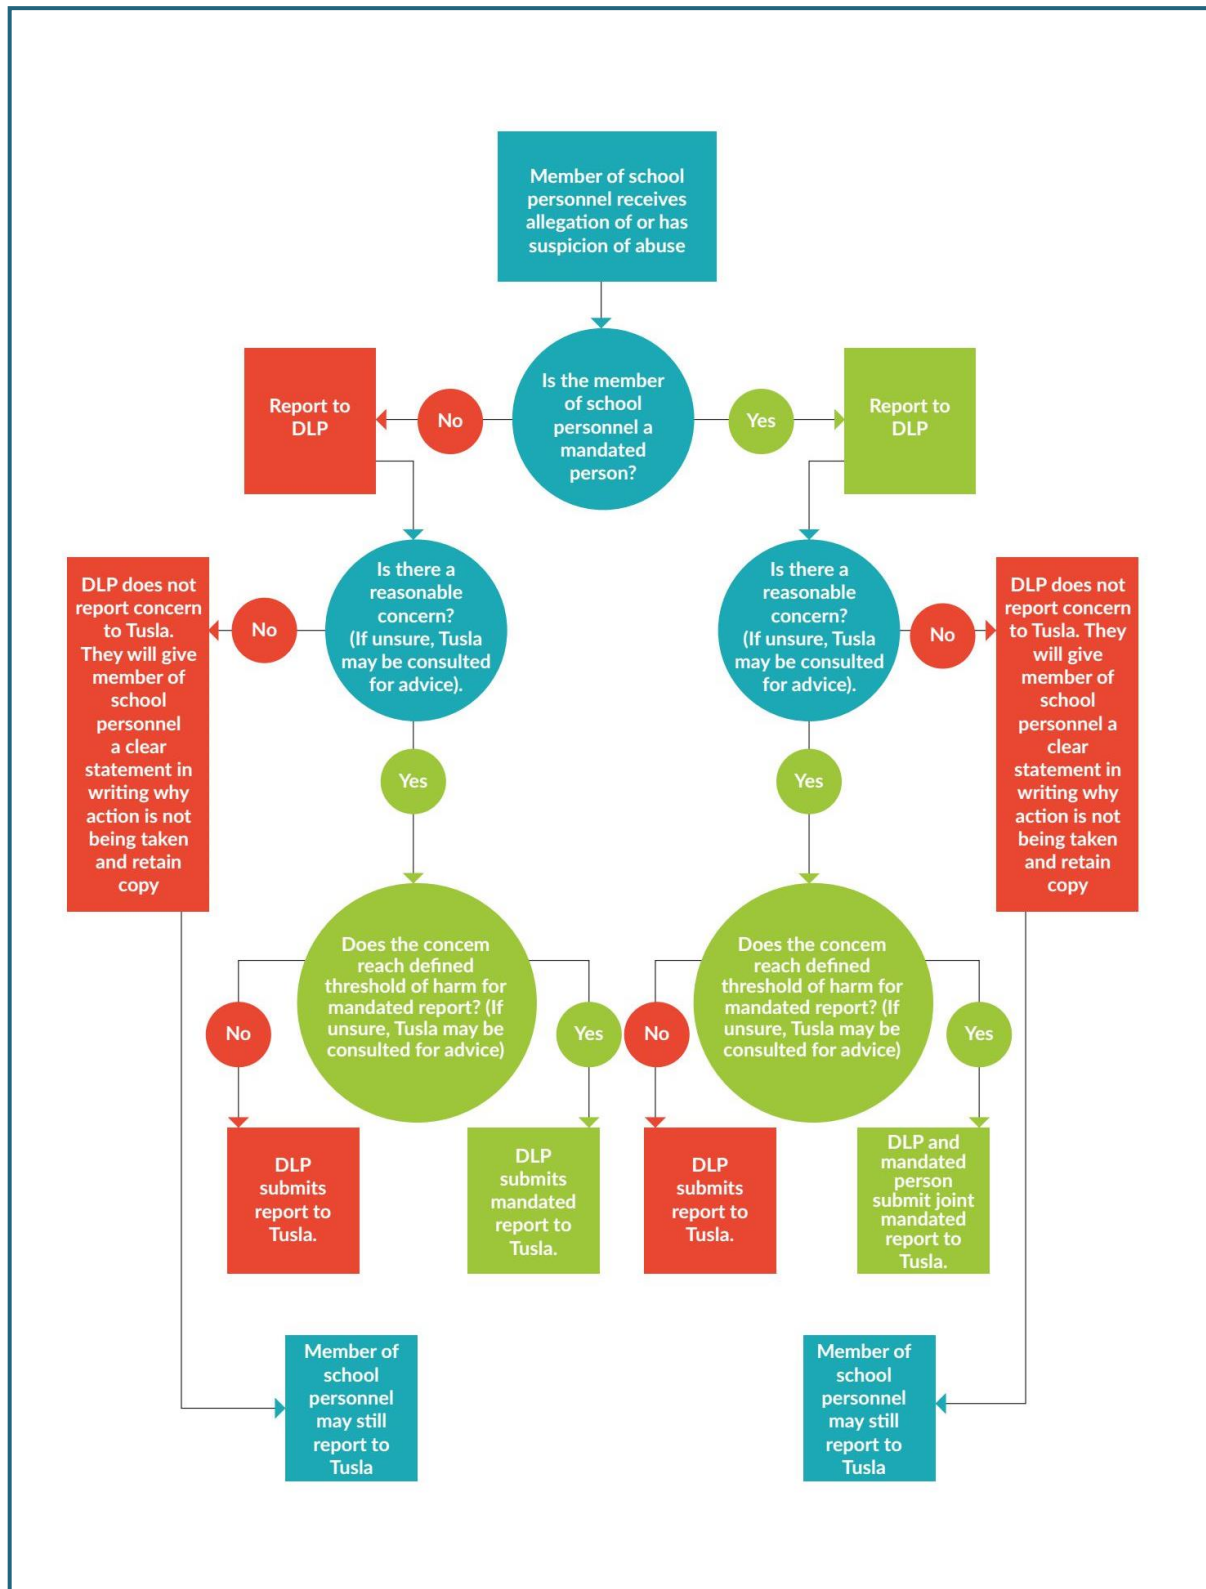 Member of school
personnel receives
allegation of or has
suspicion of abuse
Is the member
of school
personnel a
mandated
person?
No
Yes
Report to
DLP
Report to
DLP
Is there a
reasonable
concern?
(If unsure, Tusla
may be consulted
for advice).
Is there a
reasonable
concern?
(If unsure, Tusla
may be consulted
for advice).
No
No
DLP does not
report concern
to Tusla.
They will give
member of
school
personnel
a clear
statement in
writing why
action is not
being taken
and retain
copy
DLP does not
report concern
to Tusla. They
will give
member of
school
personnel a
clear
statement in
writing why
action is not
being taken
and retain
copy
Yes
Yes
Does the concem
reach defined
threshold of harm for
mandated report? (If
unsure, Tusla may be
consulted for advice)
Does the concem
reach defined
threshold of harm for
mandated report? (If
unsure, Tusla may be
consulted for advice)
No
Yes
No
Yes
DLP
submits
report to
Tusla.
DLP
submits
mandated
report to
Tusla.
DLP
submits
report to
Tusla.
DLP and
mandated
person
submit joint
mandated
report to
Tusla.
Member of
school
personnel
may still
report to
Tusla
Member of
school
personnel
may still
report to
Tusla